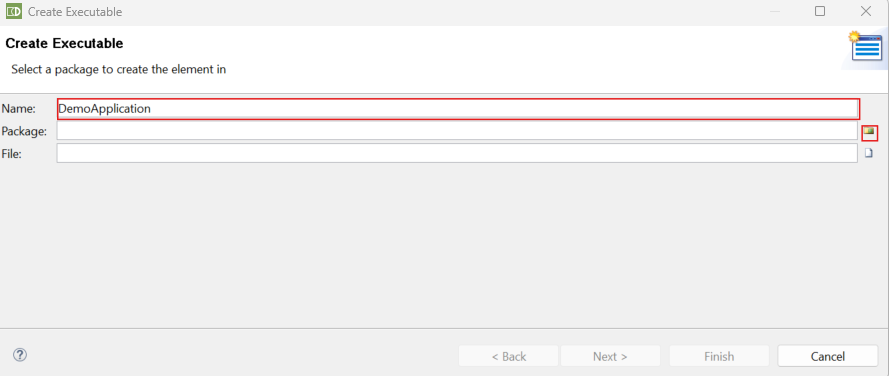 Create Executable
Create Executable
Select a package to create the element in
Name: DemoApplication
Package:
File:
? < Back Next > Finish Cancel